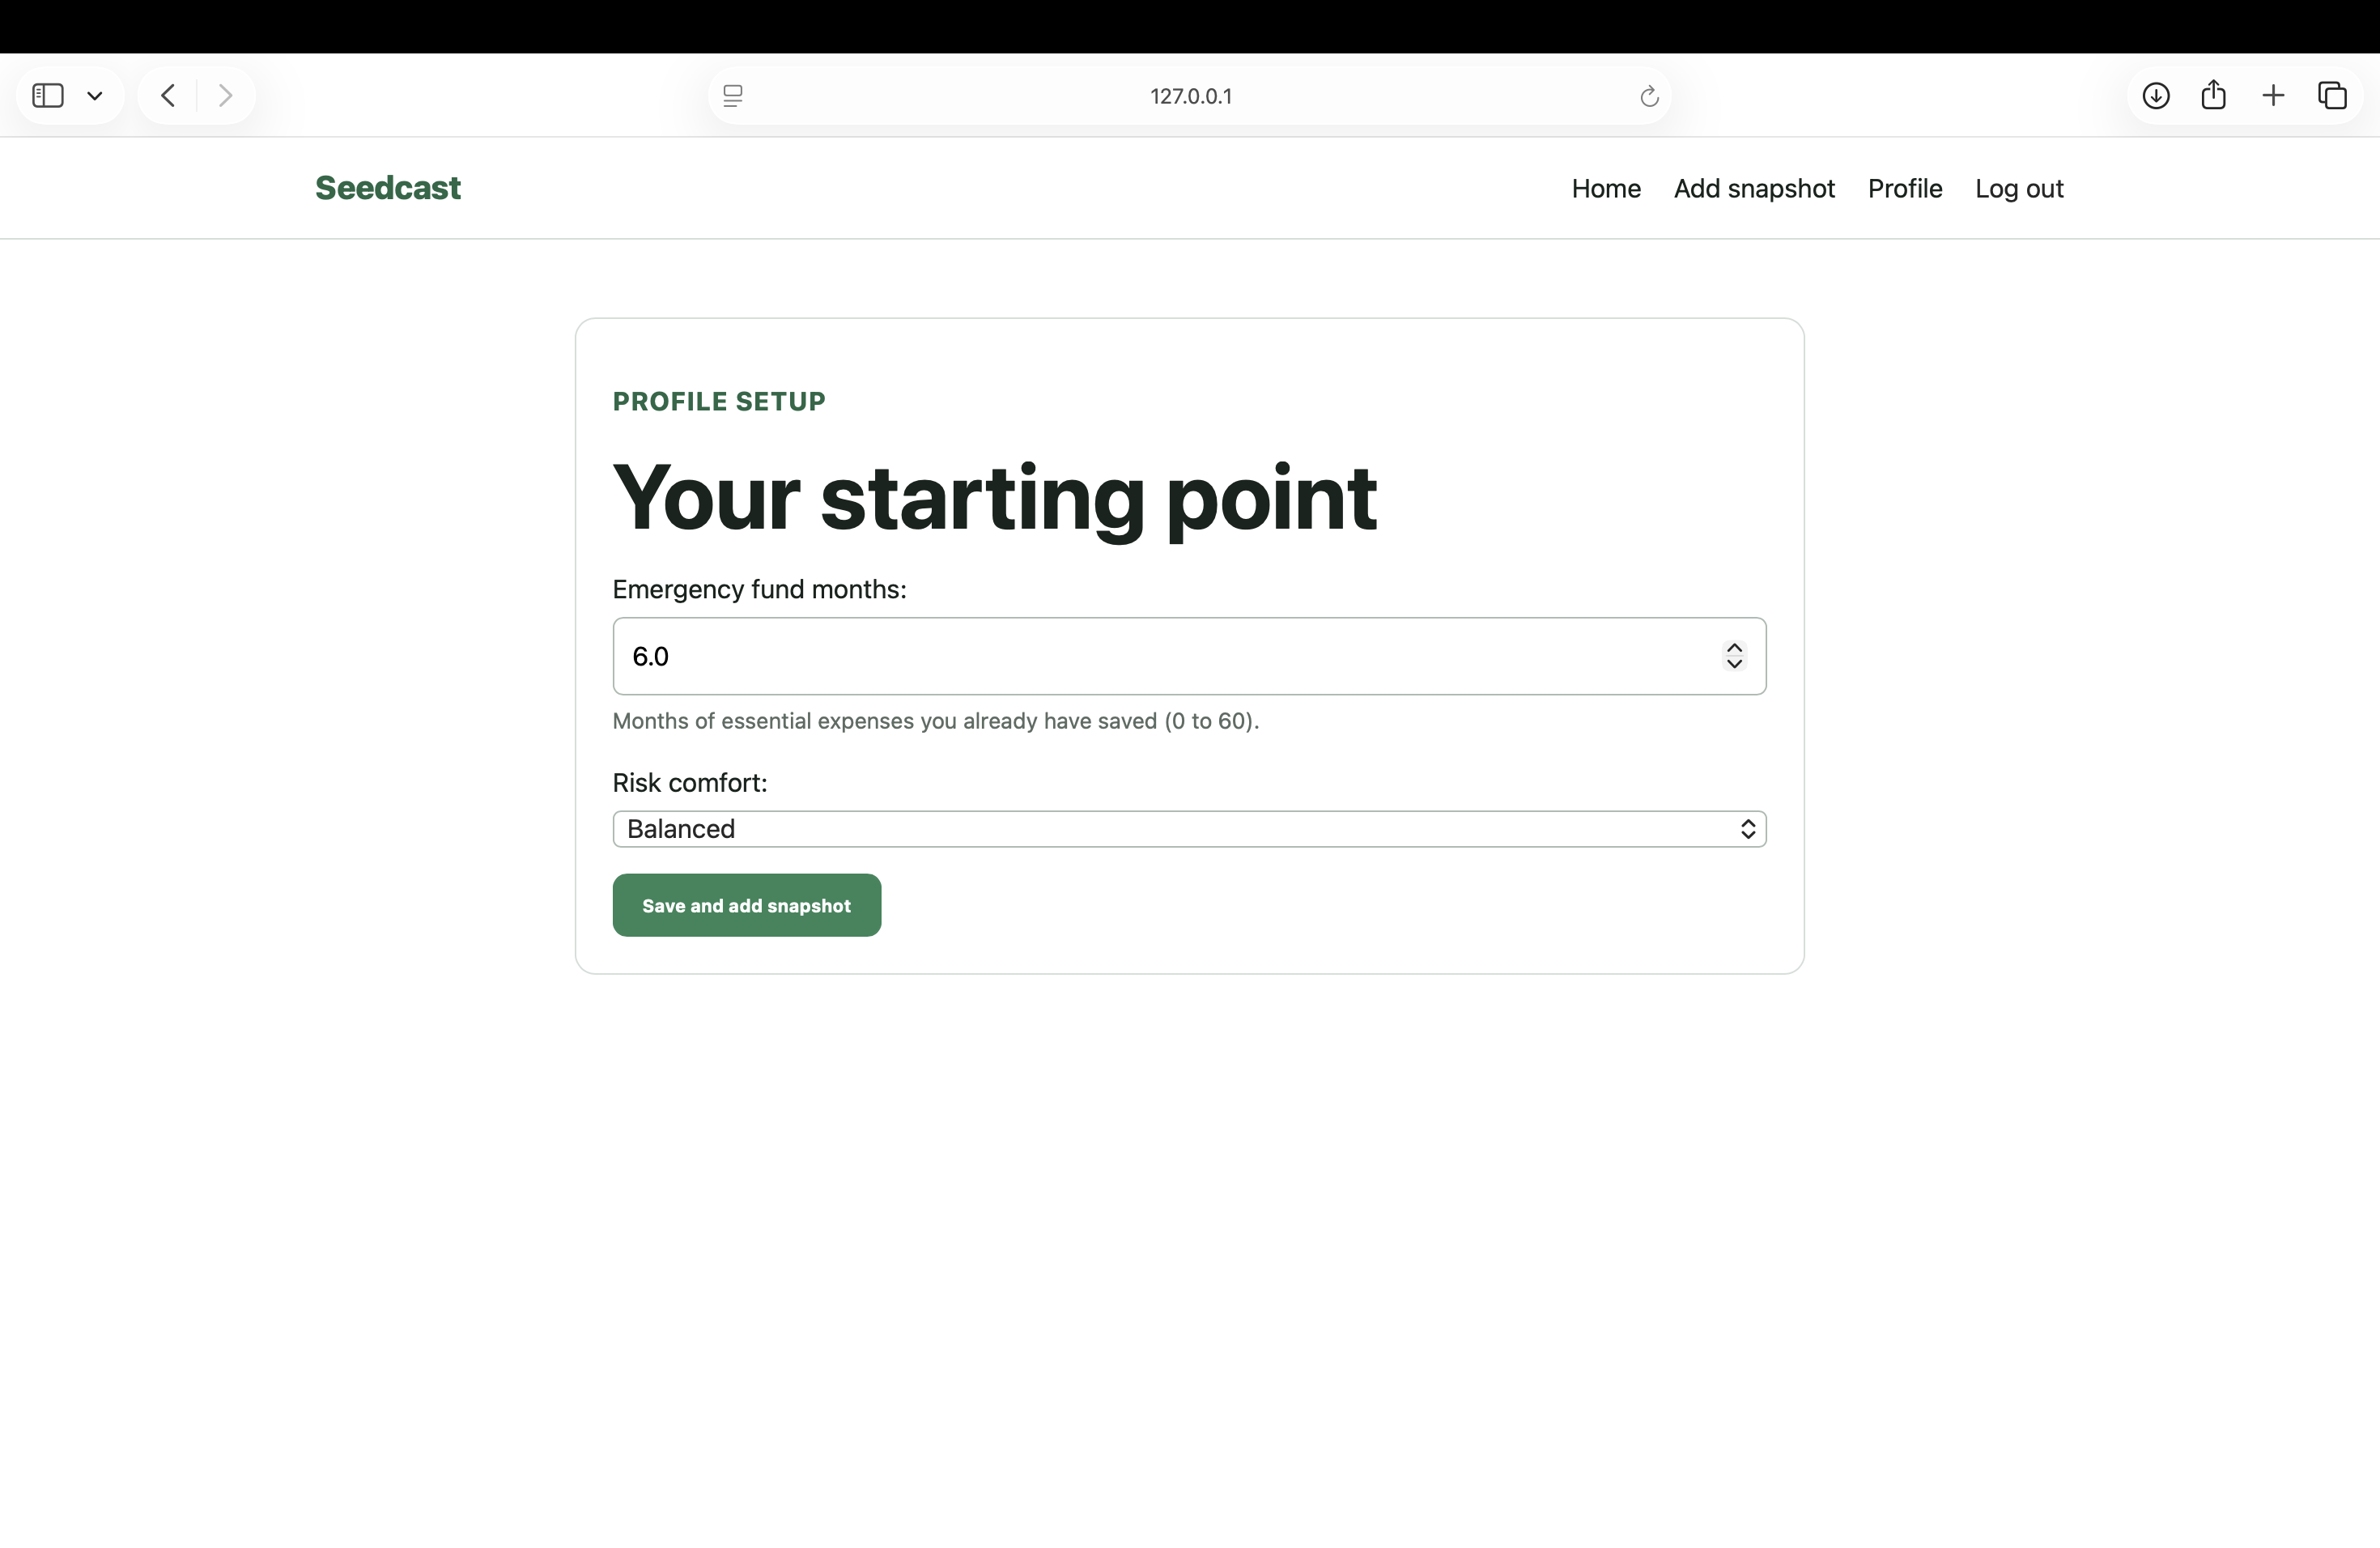 127.0.0.1
Seedcast
Home Add snapshot Profile Log out
PROFILE SETUP
Your starting point
Emergency fund months:
6.0
Months of essential expenses you already have saved (0 to 60).
Risk comfort:
Balanced
Save and add snapshot